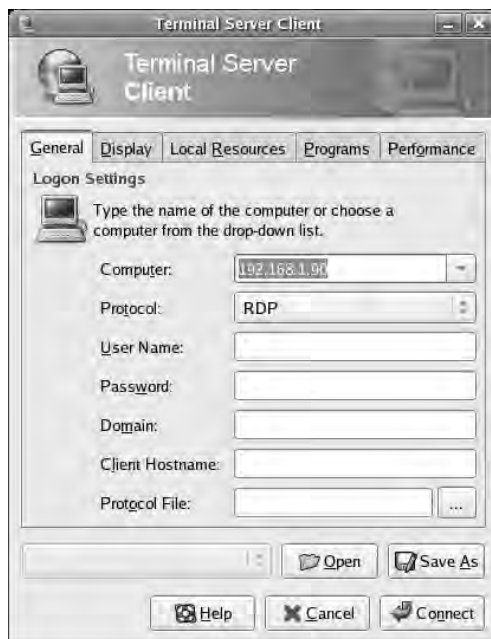 Terminal Server Client
Terminal Server
Client
General Display Local Resources Programs Performance
Logon Settings
Type the name of the computer or choose a
computer from the drop-down list.
Computer: 192.168.1.90
Protocol: RDP
User Name:
Password:
Domain:
Client Hostname:
Protocol File: ...
Open Save As
Help Cancel Connect